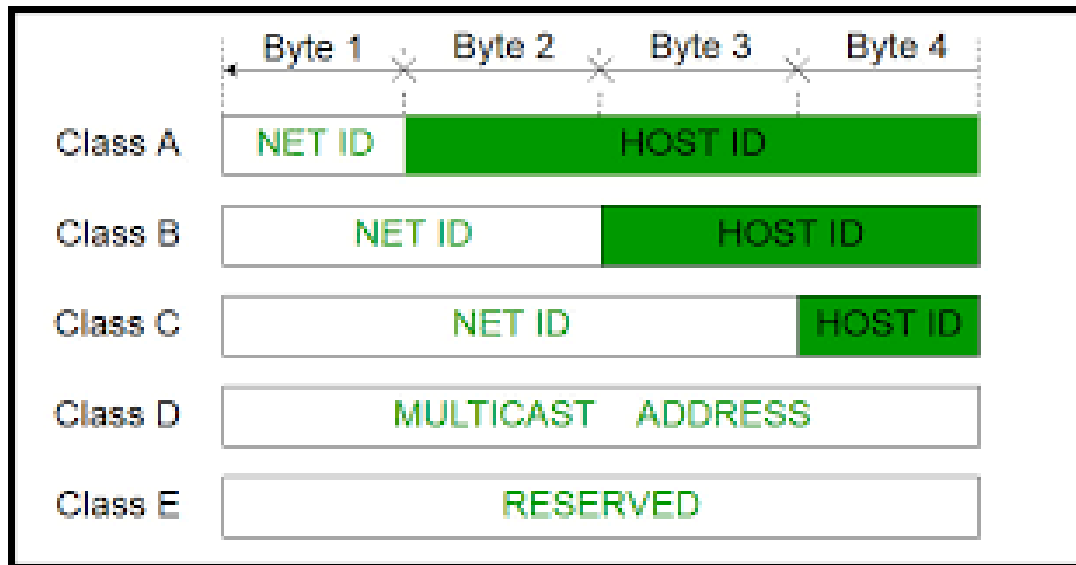 Byte 1 Byte 2 Byte 3 Byte 4
Class A NET ID HOST ID
Class B NET ID HOST ID
Class C NET ID HOST ID
Class D MULTICAST ADDRESS
Class E RESERVED